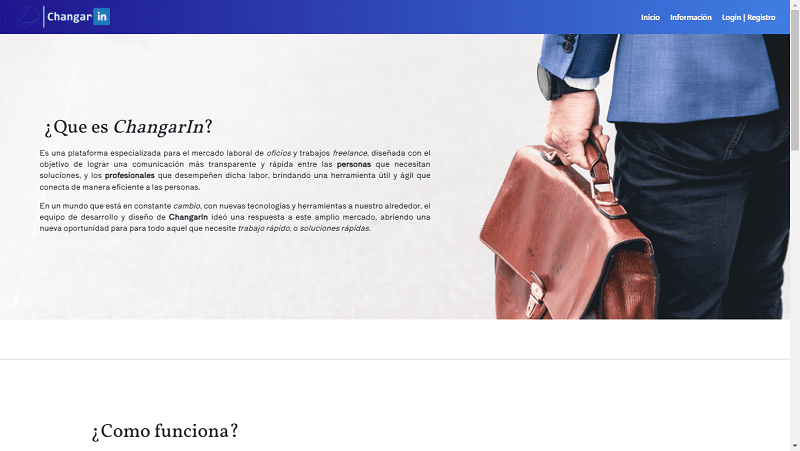 Changar in
Inicio Información Login | Registro
¿Que es ChangarIn?
Es una plataforma especializada para el mercado laboral de oficios y trabajos freelance, diseñada con el
objetivo de lograr una comunicación más transparente y rápida entre las personas que necesitan
soluciones, y los profesionales que desempeñen dicha labor, brindando una herramienta útil y ágil que
conecta de manera eficiente a las personas.
En un mundo que está en constante cambio, con nuevas tecnologías y herramientas a nuestro alrededor, el
equipo de desarrollo y diseño de ChangarIn ideó una respuesta a este amplio mercado, abriendo una
nueva oportunidad para para todo aquel que necesite trabajo rápido, o soluciones rápidas.
¿Como funciona?